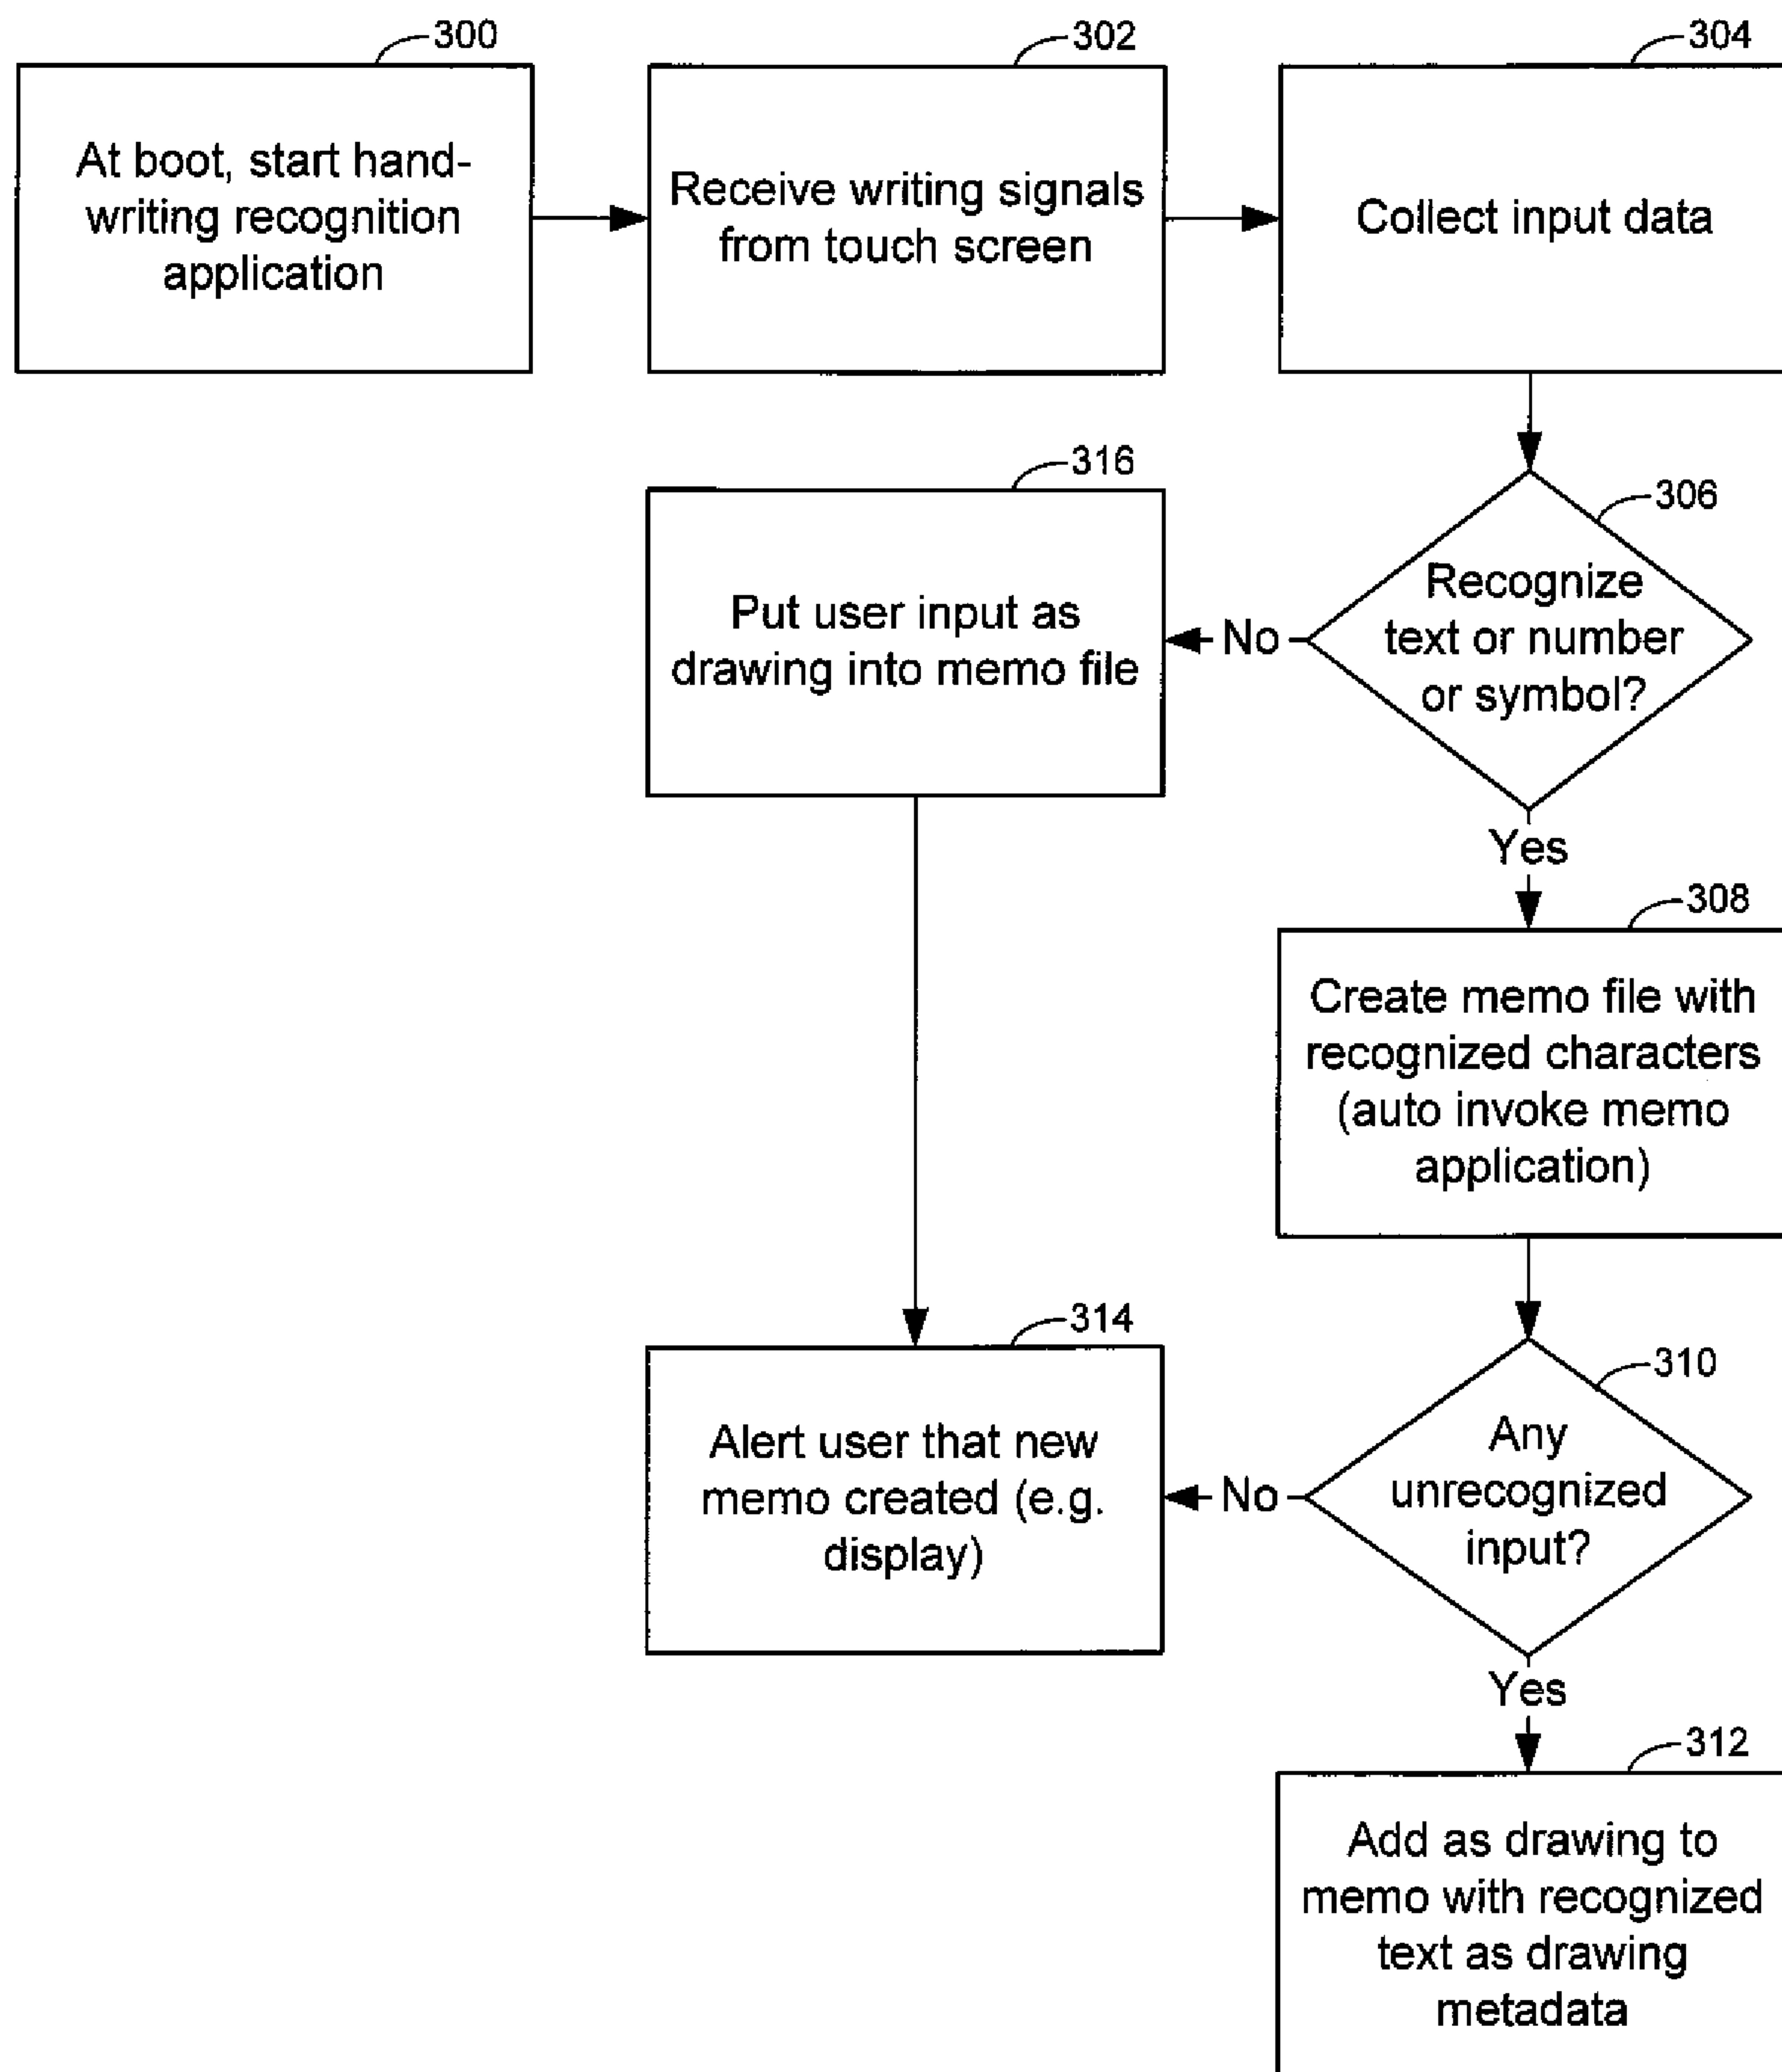 300
At boot, start hand-
writing recognition
application
302
Receive writing signals
from touch screen
304
Collect input data
306
Recognize
text or number
or symbol?
No
316
Put user input as
drawing into memo file
Yes
308
Create memo file with
recognized characters
(auto invoke memo
application)
310
Any
unrecognized
input?
No
314
Alert user that new
memo created (e.g.
display)
Yes
312
Add as drawing to
memo with recognized
text as drawing
metadata